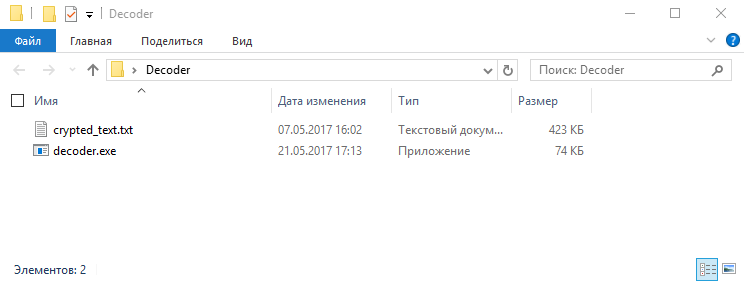 Decoder
Файл Главная Поделиться Вид
Decoder Поиск: Decoder
Имя Дата изменения Тип Размер
crypted_text.txt 07.05.2017 16:02 Текстовый докум... 423 КБ
decoder.exe 21.05.2017 17:13 Приложение 74 КБ
Элементов: 2